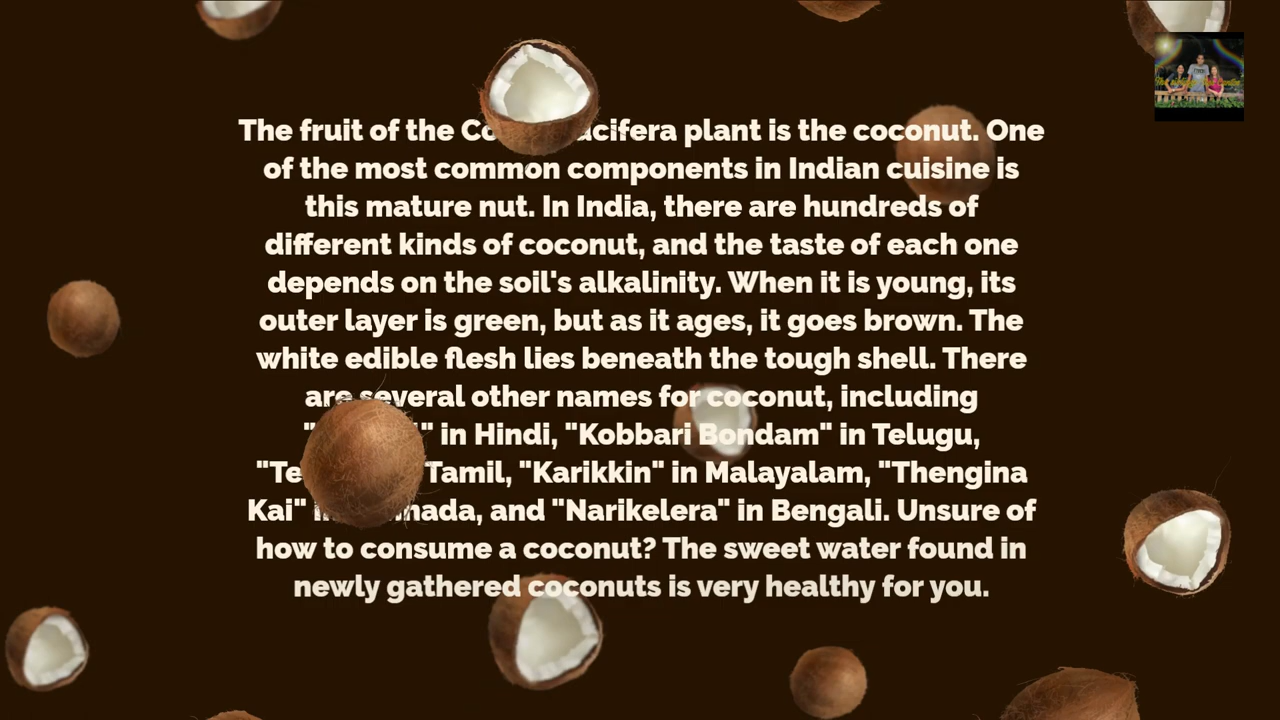 The fruit of the plant is the coconut. One
of the most common components in Indian cuisine is
this mature nut. In India, there are hundreds of
different kinds of coconut, and the taste of each one
depends on the soil's alkalinity. When it is young, its
outer layer is green, but as it ages, it goes brown. The
white edible flesh lies beneath the tough shell. There
are several other names for coconut, including
in Hindi, "Kobbari Bondam" in Telugu,
Tamil, "Karikkin" in Malayalam, "Thengina
Kai" and "Narikelera" in Bengali. Unsure of
how to consume a coconut? The sweet water found in
newly gathered coconuts is very healthy for you.